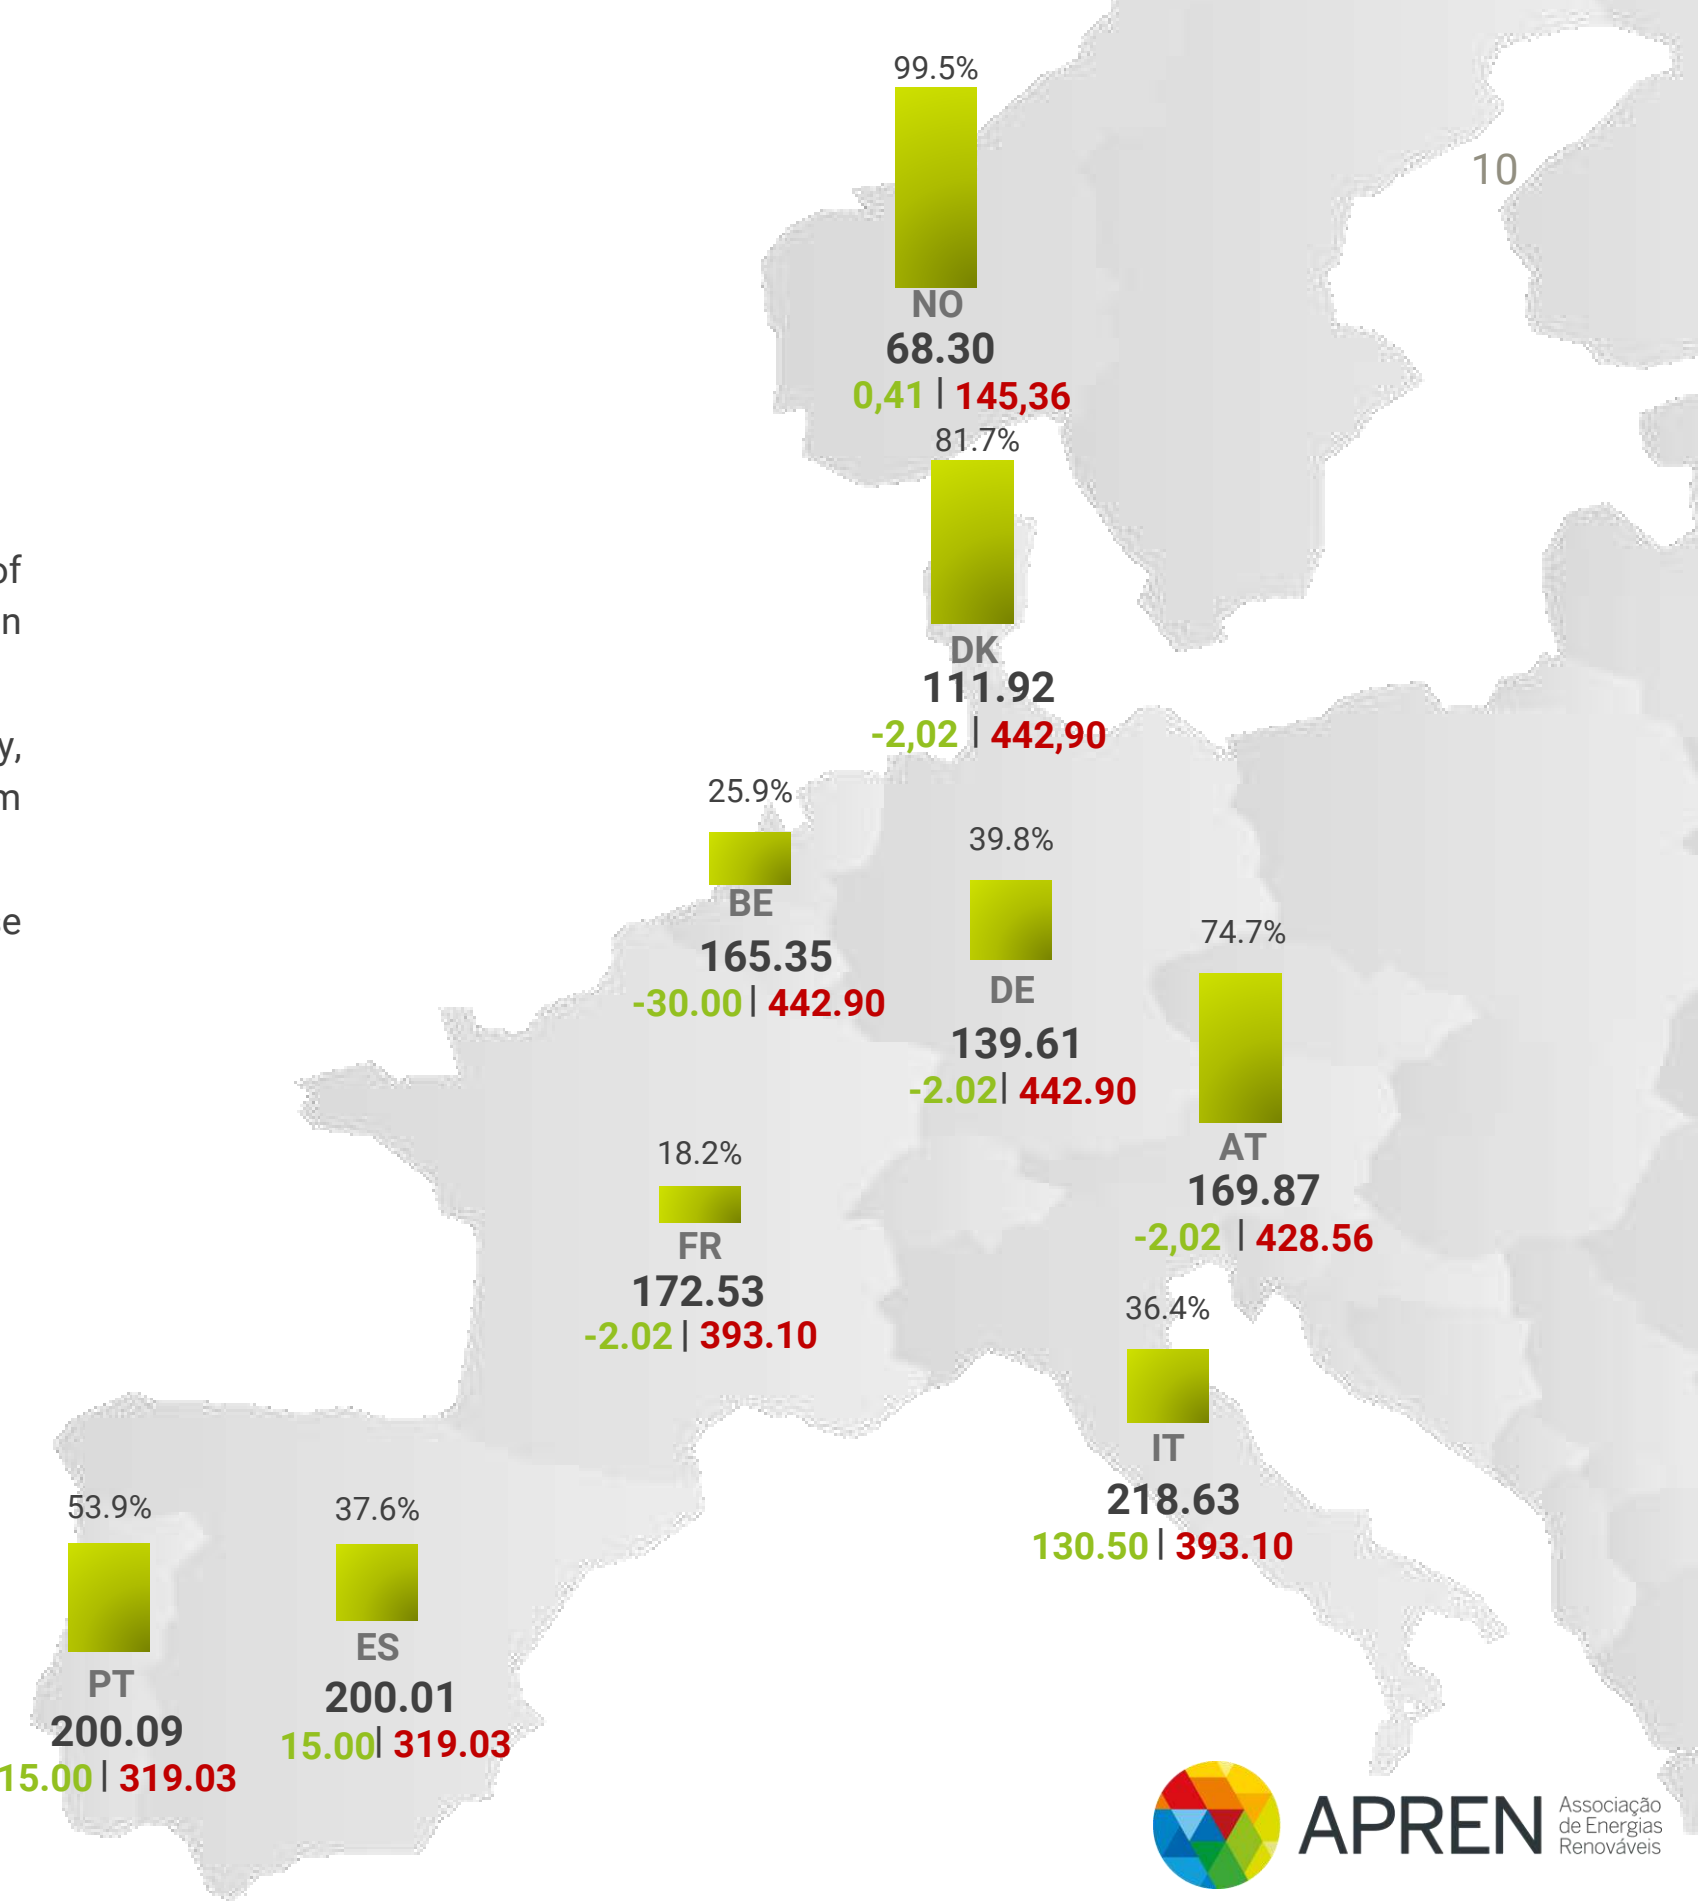 99.5%
10
NO
68.30
0,41 | 145,36
81.7%
of
n
DK
111.92
-2,02 | 442,90
y,
m
25.9%
39.8%
BE
74.7%
e
165.35
-30.00 | 442.90
DE
139.61
-2.02 | 442.90
18.2%
AT
169.87
-2,02 | 428.56
FR
172.53
-2.02 | 393.10
36.4%
IT
218.63
130.50 | 393.10
53.9%
37.6%
ES
200.01
15.00 | 319.03
PT
200.09
15.00 | 319.03
APREN
Associação
de Energias
Renováveis